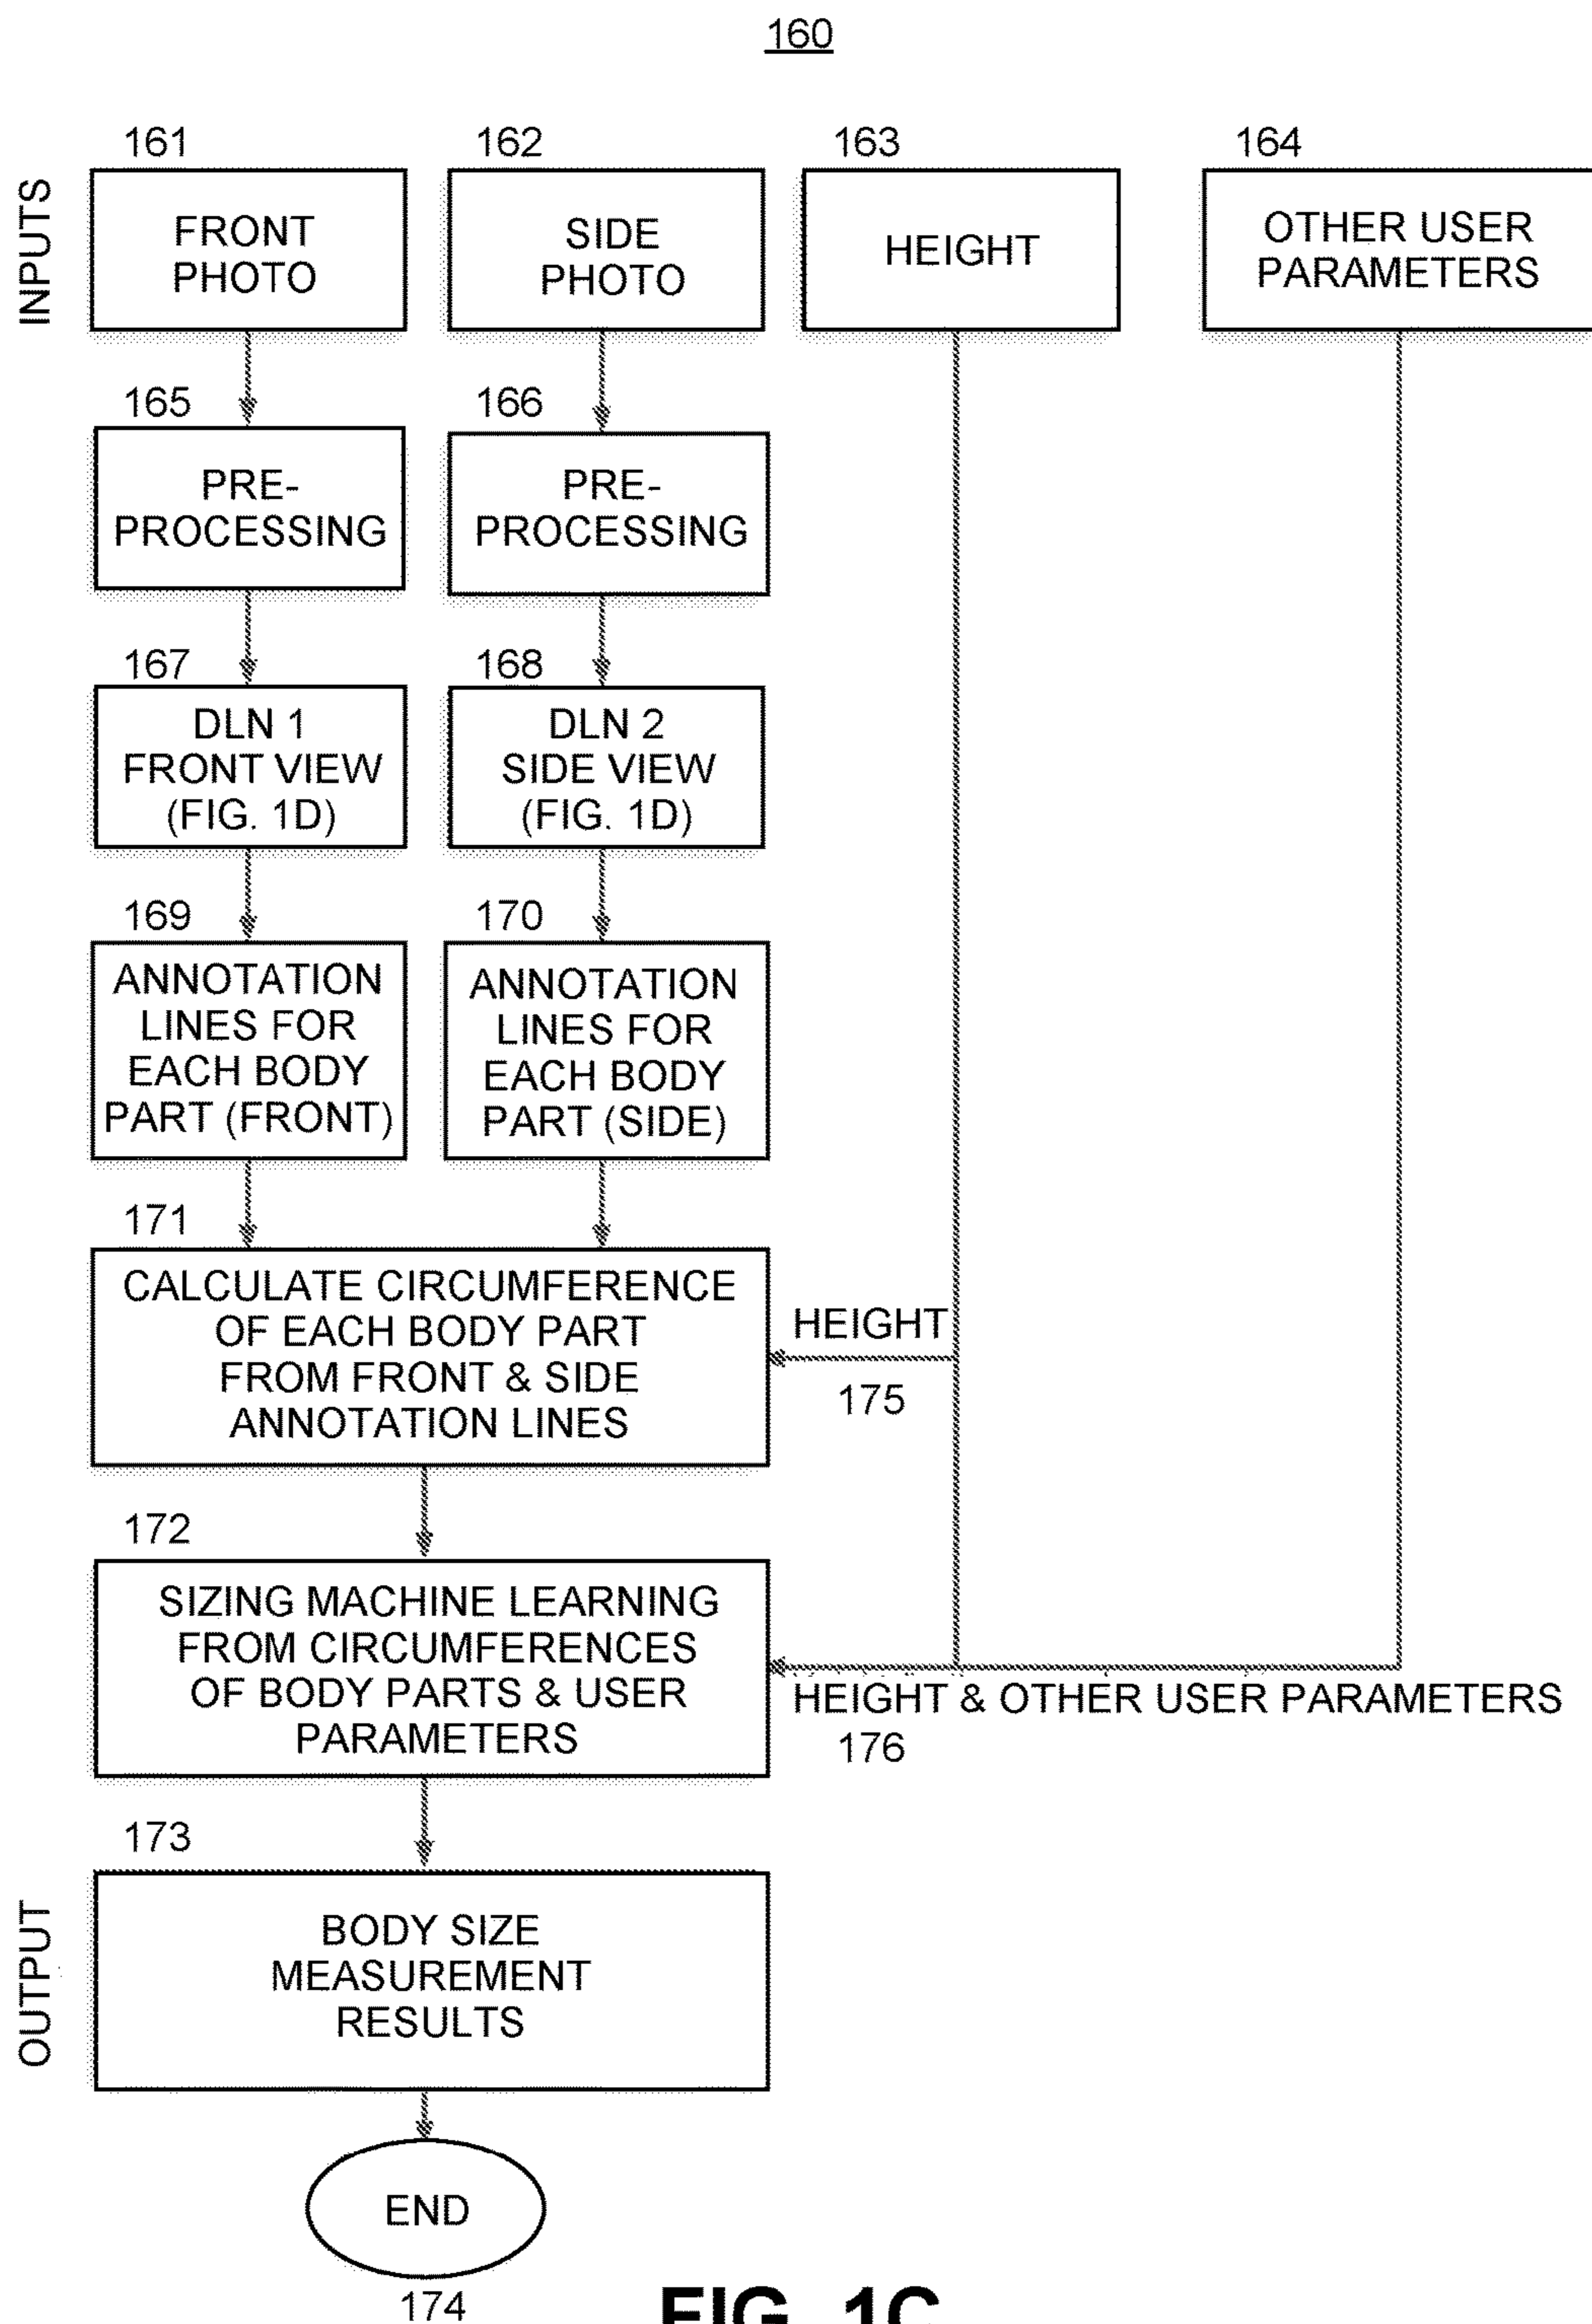 160
161
162
163
164
INPUTS
FRONT
PHOTO
SIDE
PHOTO
HEIGHT
OTHER USER
PARAMETERS
165
166
PRE-
PROCESSING
PRE-
PROCESSING
167
168
DLN 1
FRONT VIEW
(FIG. 1D)
DLN 2
SIDE VIEW
(FIG. 1D)
169
170
ANNOTATION
LINES FOR
EACH BODY
PART (FRONT)
ANNOTATION
LINES FOR
EACH BODY
PART (SIDE)
171
CALCULATE CIRCUMFERENCE
OF EACH BODY PART
FROM FRONT & SIDE
ANNOTATION LINES
HEIGHT
175
172
SIZING MACHINE LEARNING
FROM CIRCUMFERENCES
OF BODY PARTS & USER
PARAMETERS
HEIGHT & OTHER USER PARAMETERS
176
173
OUTPUT
BODY SIZE
MEASUREMENT
RESULTS
END
174
FIG. 1C